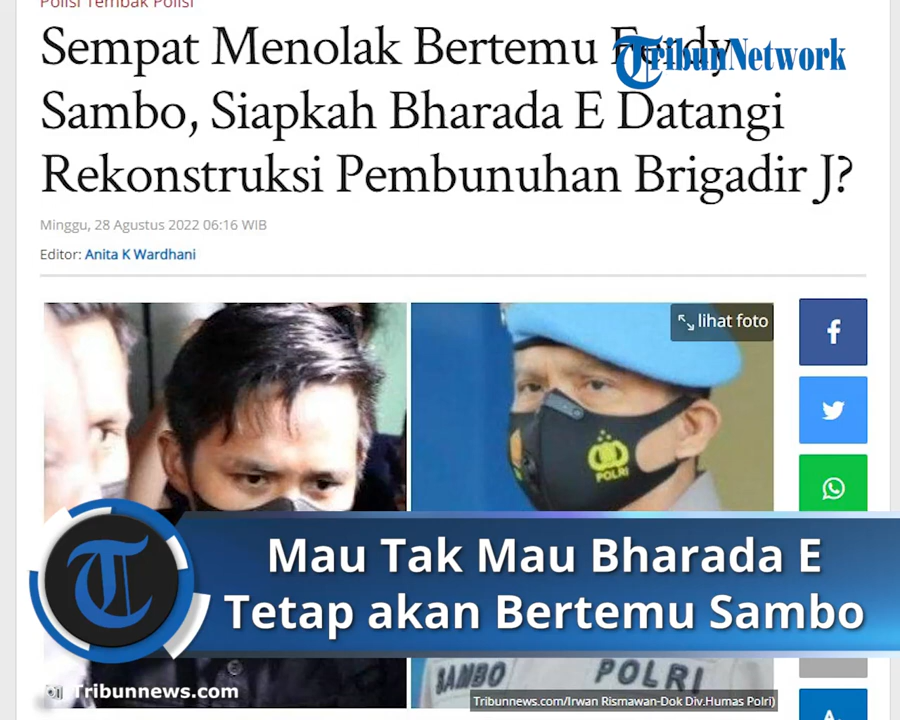 Polisi Tembak Polisi
Sempat Menolak Bertemu Ferdy
TribunNetwork
Sambo, Siapkah Bharada E Datangi
Rekonstruksi Pembunuhan Brigadir J?
Minggu, 28 Agustus 2022 06:16 WIB
Editor: Anita K Wardhani
lihat foto
f
POLRI
T
Mau Tak Mau Bharada E
Tetap akan Bertemu Sambo
SAMBO
POLRI
Tribunnews.com
Tribunnews.com/Irwan Rismawan-Dok Div.Humas Polri)
A